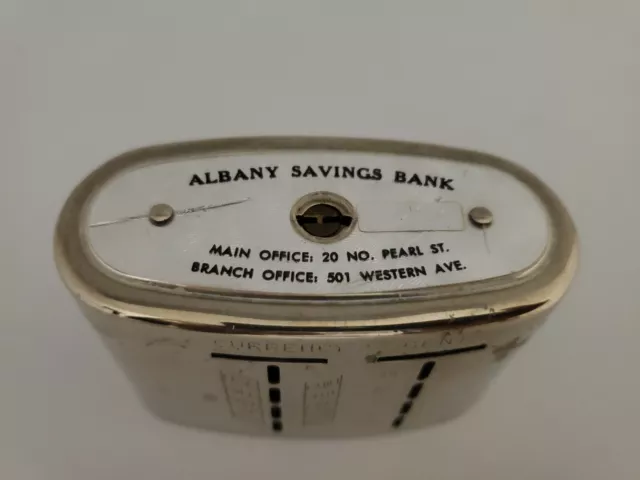 ALBANY SAVINGS BANK
MAIN OFFICE: 20 NO. PEARL ST.
BRANCH OFFICE: 501 WESTERN AVE.